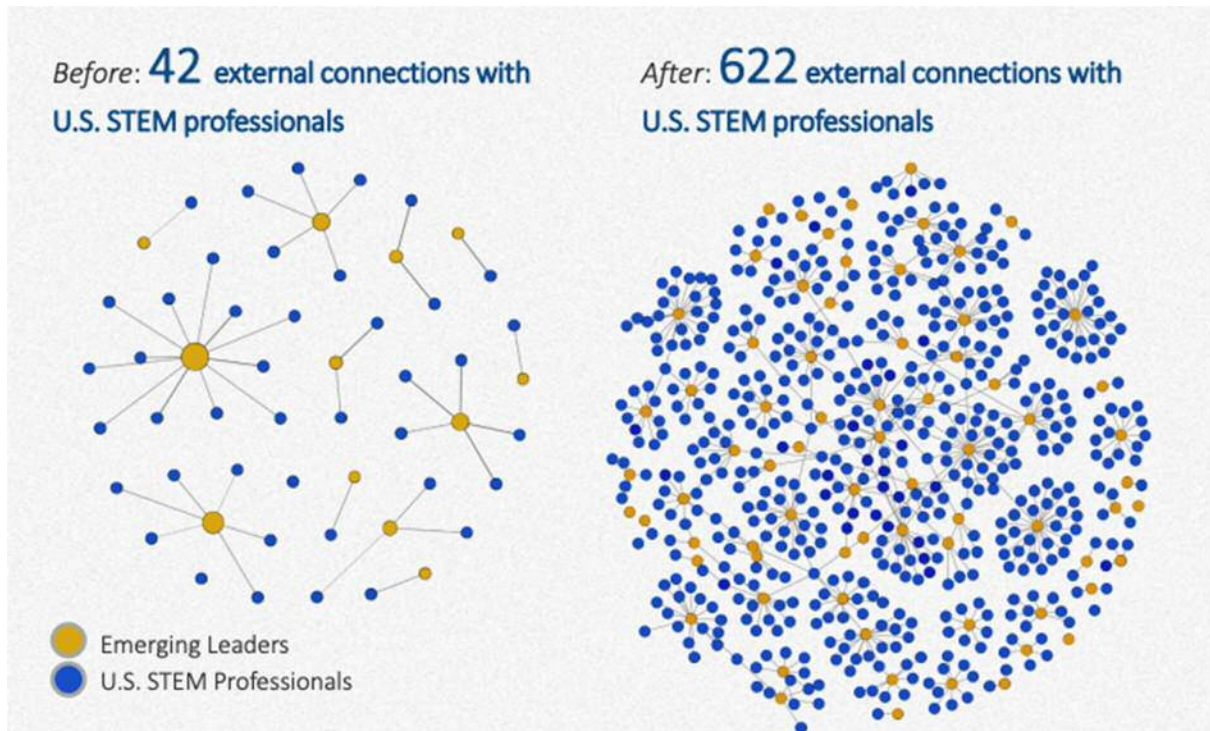 Before: 42 external connections with
U.S. STEM professionals
After: 622 external connections with
U.S. STEM professionals
Emerging Leaders
U.S. STEM Professionals